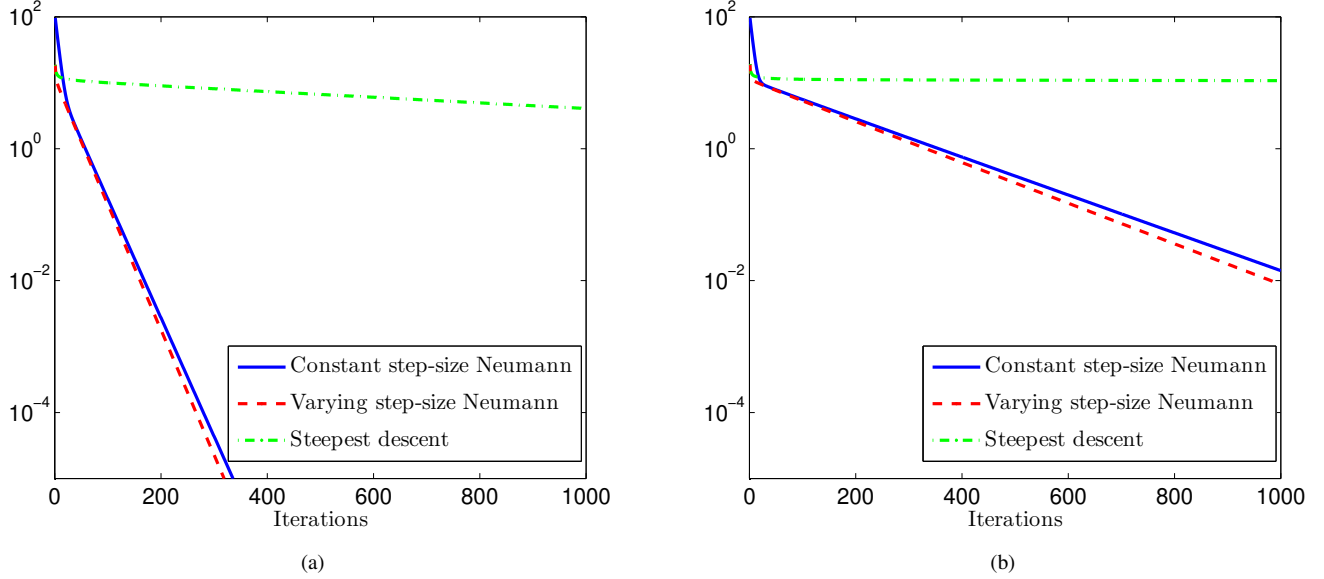 10^2
10^0
10^-2
10^-4
0 200 400 600 800 1000
Iterations
Constant step-size Neumann
Varying step-size Neumann
Steepest descent
(a)
10^2
10^0
10^-2
10^-4
0 200 400 600 800 1000
Iterations
Constant step-size Neumann
Varying step-size Neumann
Steepest descent
(b)